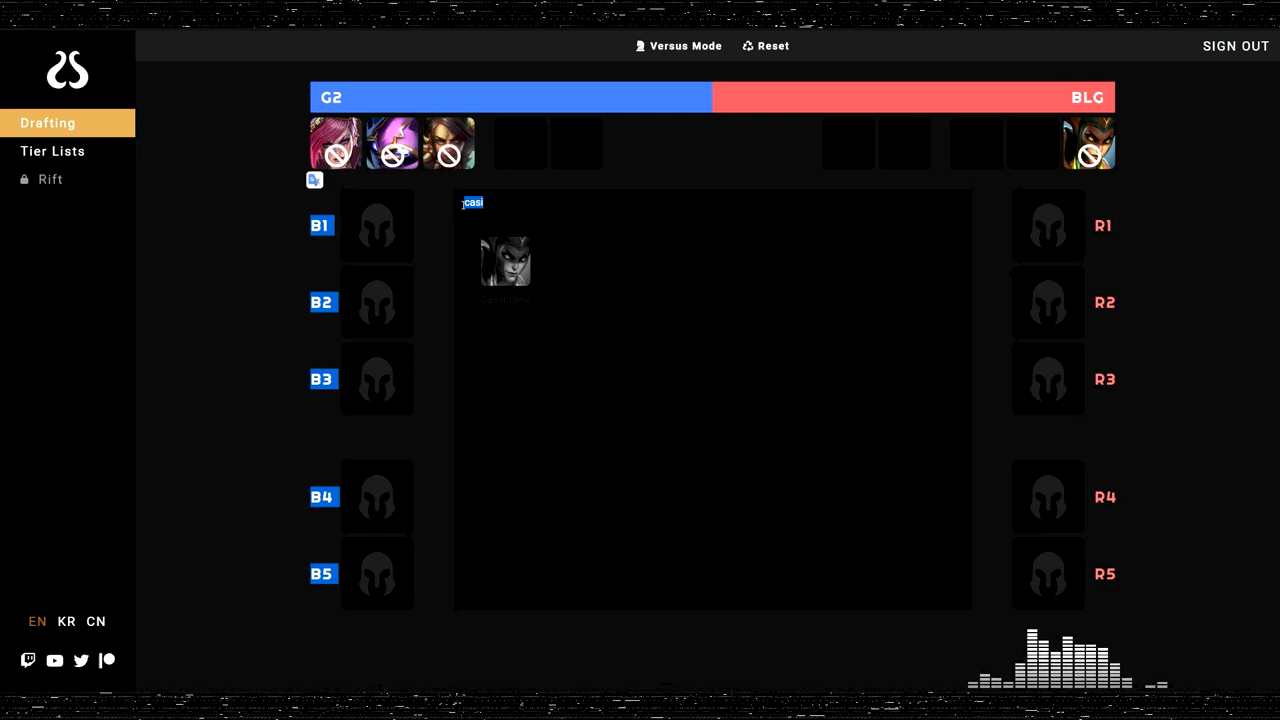 Versus Mode Reset SIGN OUT
G2 BLG
Drafting
Tier Lists
Rift
casi
B1 R1
Cassiopeia
B2 R2
B3 R3
B4 R4
B5 R5
EN KR CN